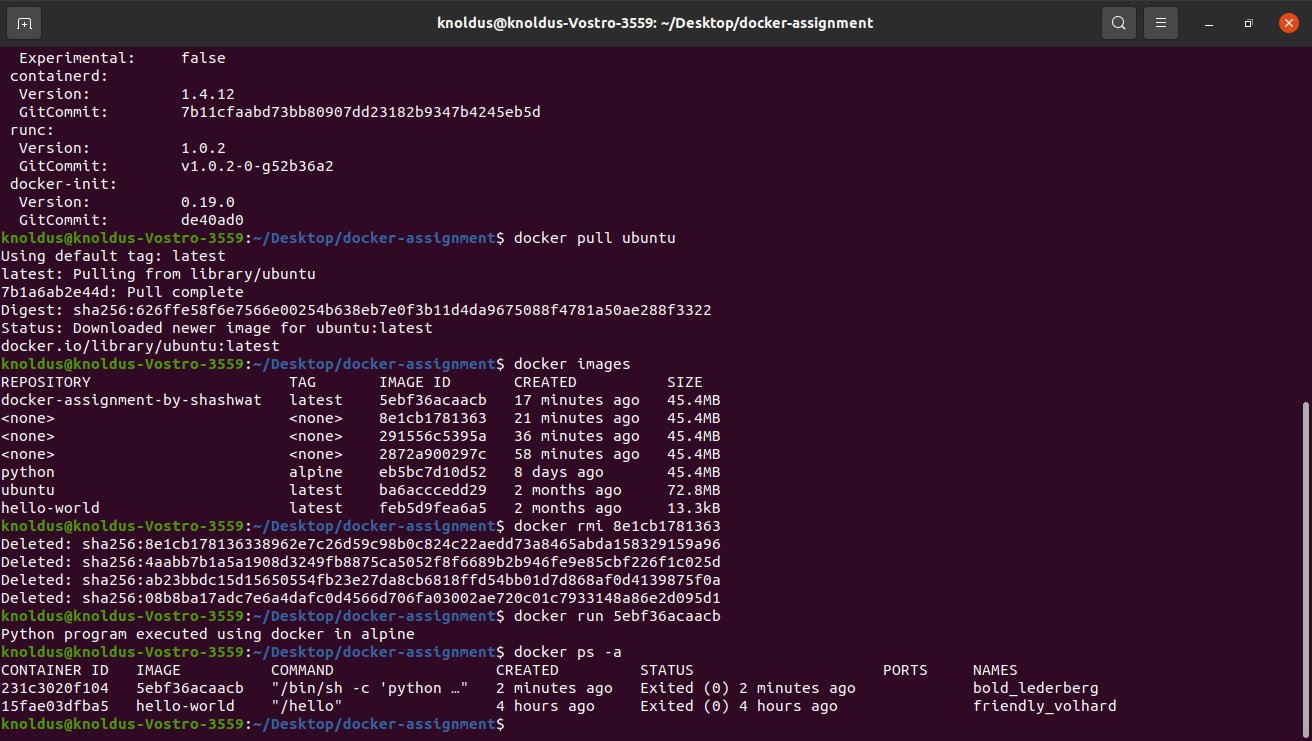 knoldus@knoldus-Vostro-3559: ~/Desktop/docker-assignment
  Experimental:     false
 containerd:
  Version:          1.4.12
  GitCommit:        7b11cfaabd73bb80907dd23182b9347b4245eb5d
 runc:
  Version:          1.0.2
  GitCommit:        v1.0.2-0-g52b36a2
 docker-init:
  Version:          0.19.0
  GitCommit:        de40ad0
knoldus@knoldus-Vostro-3559:~/Desktop/docker-assignment$ docker pull ubuntu
Using default tag: latest
latest: Pulling from library/ubuntu
7b1a6ab2e44d: Pull complete
Digest: sha256:626ffe58f6e7566e00254b638eb7e0f3b11d4da9675088f4781a50ae288f3322
Status: Downloaded newer image for ubuntu:latest
docker.io/library/ubuntu:latest
knoldus@knoldus-Vostro-3559:~/Desktop/docker-assignment$ docker images
REPOSITORY                      TAG       IMAGE ID       CREATED          SIZE
docker-assignment-by-shashwat   latest    5ebf36acaacb   17 minutes ago   45.4MB
<none>                          <none>    8e1cb1781363   21 minutes ago   45.4MB
<none>                          <none>    291556c5395a   36 minutes ago   45.4MB
<none>                          <none>    2872a900297c   58 minutes ago   45.4MB
python                          alpine    eb5bc7d10d52   8 days ago       45.4MB
ubuntu                          latest    ba6acccedd29   2 months ago     72.8MB
hello-world                     latest    feb5d9fea6a5   2 months ago     13.3kB
knoldus@knoldus-Vostro-3559:~/Desktop/docker-assignment$ docker rmi 8e1cb1781363
Deleted: sha256:8e1cb178136338962e7c26d59c98b0c824c22aedd73a8465abda158329159a96
Deleted: sha256:4aabb7b1a5a1908d3249fb8875ca5052f8f6689b2b946fe9e85cbf226f1c025d
Deleted: sha256:ab23bbdc15d15650554fb23e27da8cb6818ffd54bb01d7d868af0d4139875f0a
Deleted: sha256:08b8ba17adc7e6a4dafc0d4566d706fa03002ae720c01c7933148a86e2d095d1
knoldus@knoldus-Vostro-3559:~/Desktop/docker-assignment$ docker run 5ebf36acaacb
Python program executed using docker in alpine
knoldus@knoldus-Vostro-3559:~/Desktop/docker-assignment$ docker ps -a
CONTAINER ID   IMAGE          COMMAND                  CREATED         STATUS                     PORTS     NAMES
231c3020f104   5ebf36acaacb   "/bin/sh -c 'python …"   2 minutes ago   Exited (0) 2 minutes ago             bold_lederberg
15fae03dfba5   hello-world    "/hello"                 4 hours ago     Exited (0) 4 hours ago               friendly_volhard
knoldus@knoldus-Vostro-3559:~/Desktop/docker-assignment$